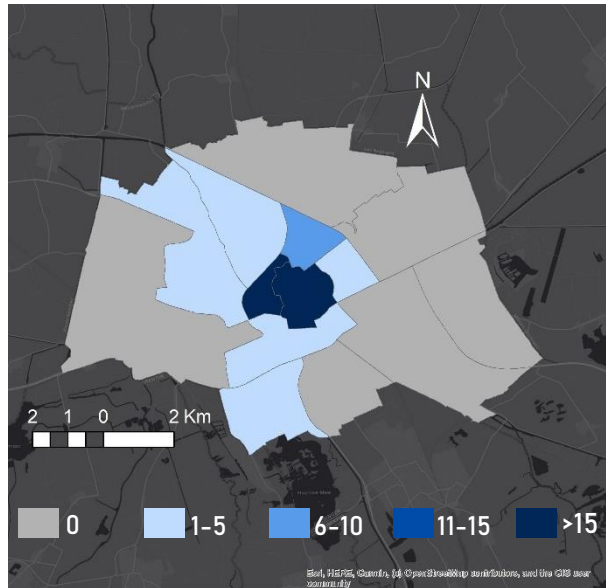 N
2 1 0 2 Km
0 1-5 6-10 11-15 >15
Esri, HERE, Garmin, (c) OpenStreetMap contributors, and the GIS user
community